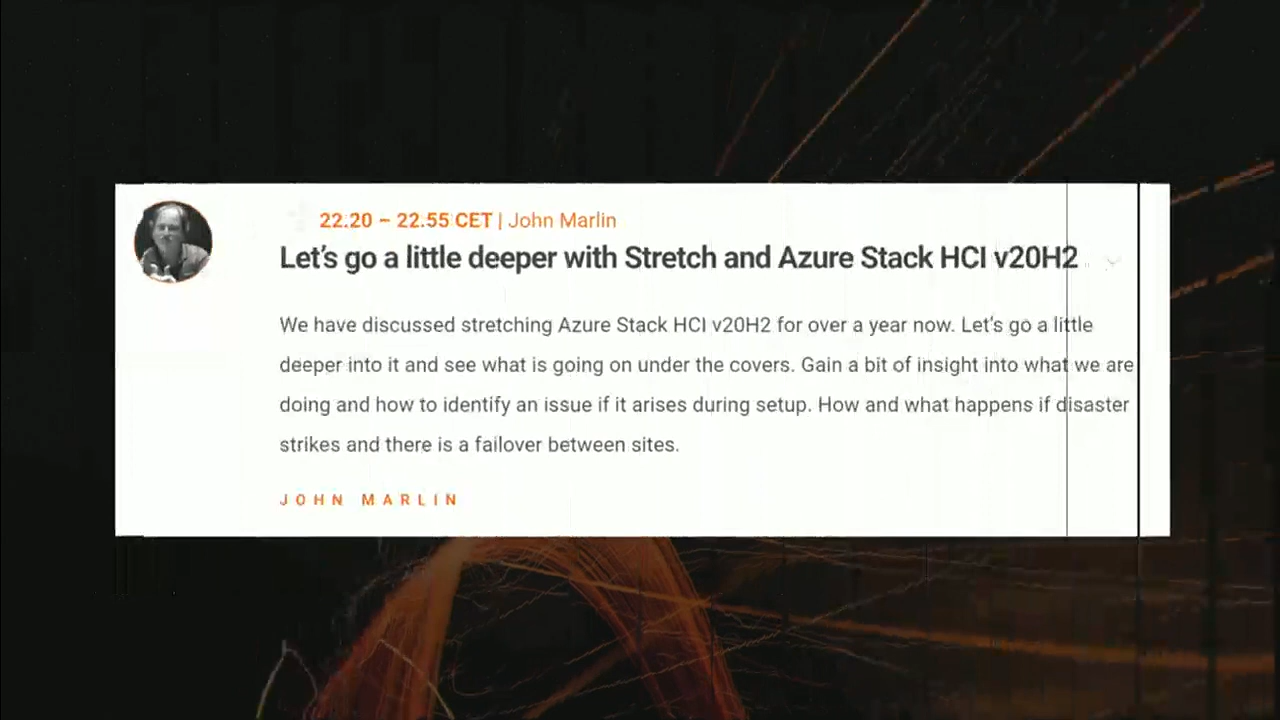 22.20 – 22.55 CET | John Marlin
Let’s go a little deeper with Stretch and Azure Stack HCI v20H2
We have discussed stretching Azure Stack HCI v20H2 for over a year now. Let’s go a little
deeper into it and see what is going on under the covers. Gain a bit of insight into what we are
doing and how to identify an issue if it arises during setup. How and what happens if disaster
strikes and there is a failover between sites.
JOHN MARLIN